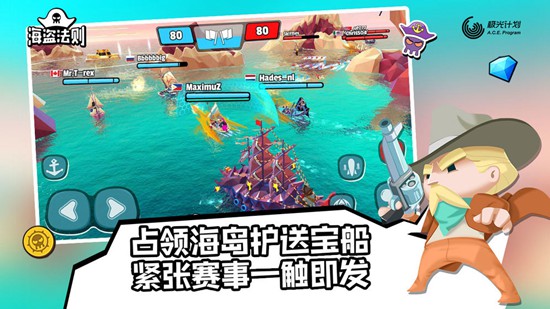 海盗法则
80
80
极光计划
A.C.E. Program
Bbbbbb!g
Mr.T-rex
MaximuZ
Hades_nl
占领海岛护送宝船
紧张赛事一触即发